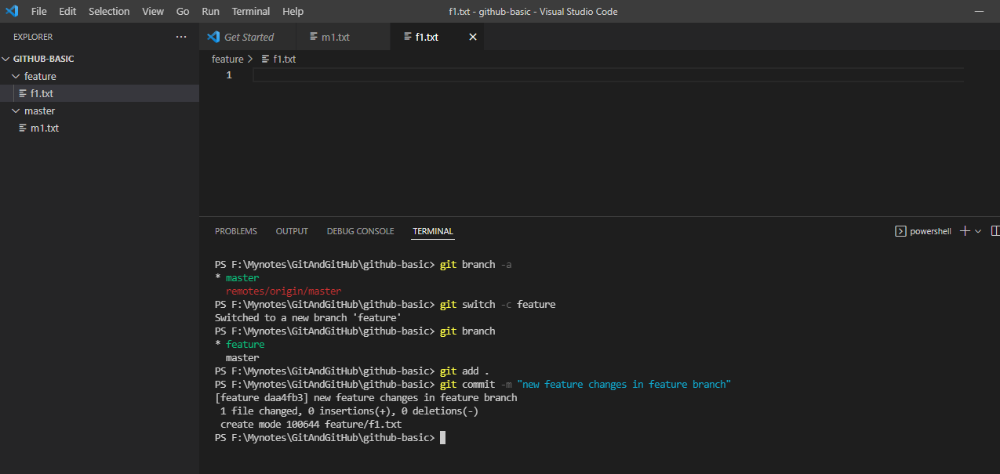 File Edit Selection View Go Run Terminal Help f1.txt - github-basic - Visual Studio Code
EXPLORER ··· Get Started m1.txt f1.txt
GITHUB-BASIC
feature > f1.txt
feature
1
f1.txt
master
m1.txt
PROBLEMS OUTPUT DEBUG CONSOLE TERMINAL powershell
PS F:\Mynotes\GitAndGitHub\github-basic> git branch -a
* master
remotes/origin/master
PS F:\Mynotes\GitAndGitHub\github-basic> git switch -c feature
Switched to a new branch 'feature'
PS F:\Mynotes\GitAndGitHub\github-basic> git branch
* feature
master
PS F:\Mynotes\GitAndGitHub\github-basic> git add .
PS F:\Mynotes\GitAndGitHub\github-basic> git commit -m "new feature changes in feature branch"
[feature daa4fb3] new feature changes in feature branch
1 file changed, 0 insertions(+), 0 deletions(-)
create mode 100644 feature/f1.txt
PS F:\Mynotes\GitAndGitHub\github-basic>